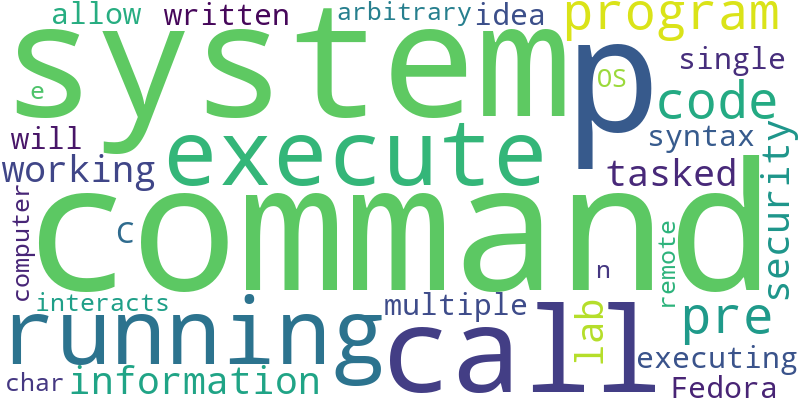 allow written arbitrary idea program
system p OS
e single
code
will execute syntax
working tasked security
command
computer C remote n
interacts multiple lab pre
running call executing
char information Fedora